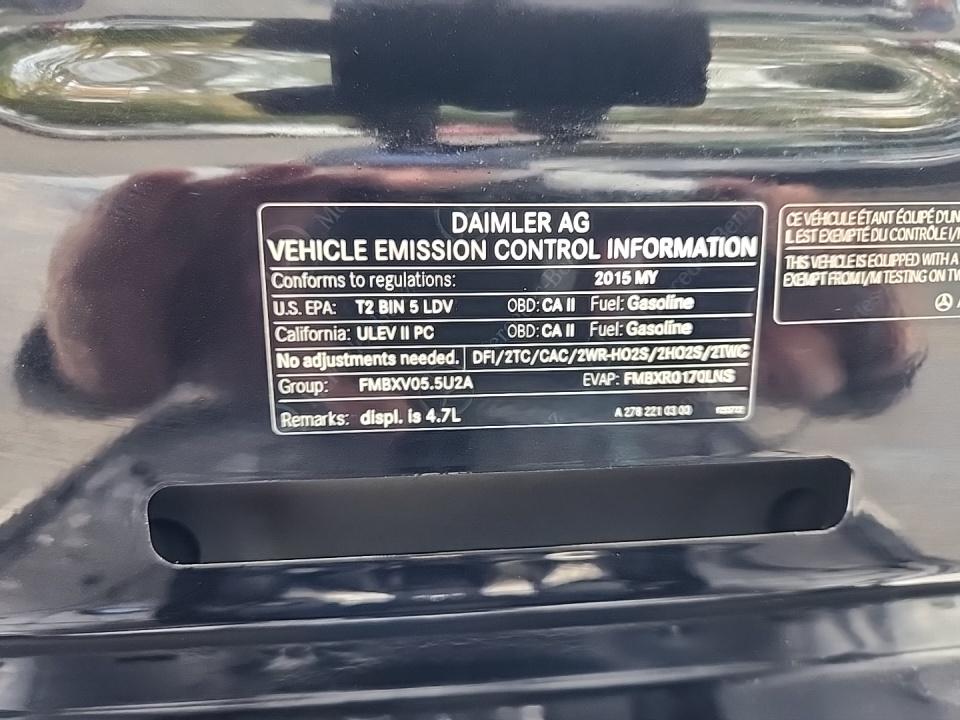 DAIMLER AG
VEHICLE EMISSION CONTROL INFORMATION
Conforms to regulations: 2015 MY
U.S. EPA: T2 BIN 5 LDV OBD: CA II Fuel: Gasoline
California: ULEV II PC OBD: CA II Fuel: Gasoline
No adjustments needed. DFI/2TC/CAC/2WR-HO2S/2HO2S/2TWC
Group: FMBXV05.5U2A EVAP: FMBXR0170LNS
Remarks: displ. is 4.7L A 278 221 03 00
CE VÉHICULE ÉTANT ÉQUIPÉ D'UN
IL EST EXEMPTÉ DU CONTRÔLE I/
THIS VEHICLE IS EQUIPPED WITH A
EXEMPT FROM I/M TESTING ON TW